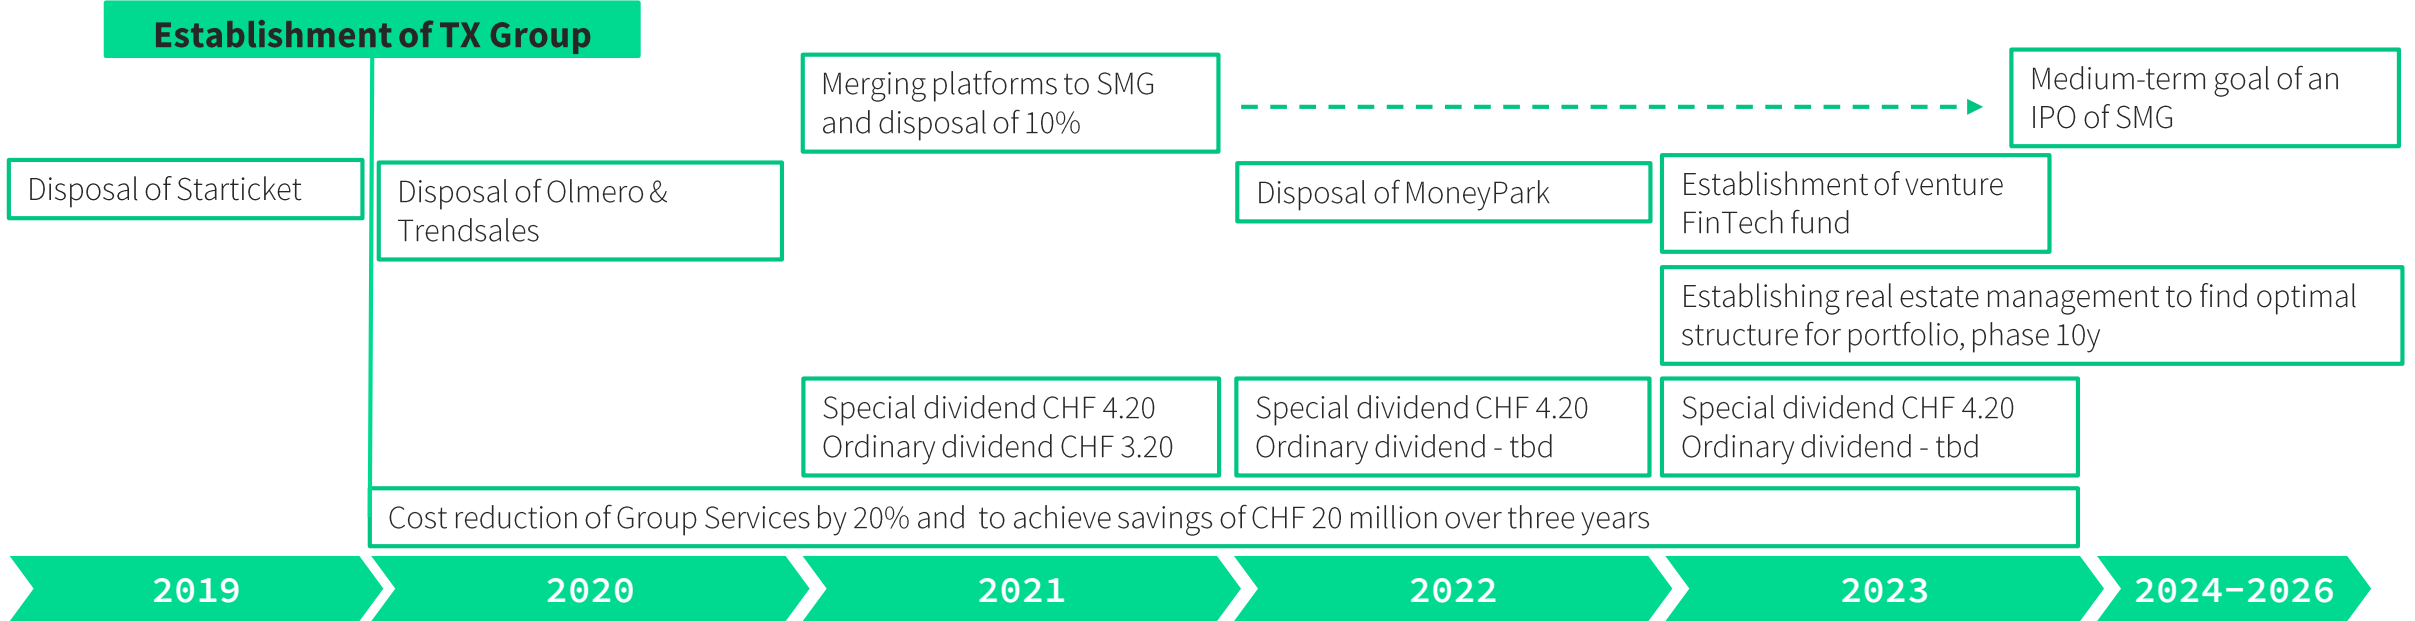 Establishment of TX Group
Merging platforms to SMG
and disposal of 10%
Medium-term goal of an
IPO of SMG
Disposal of Starticket
Disposal of Olmero &
Trendsales
Disposal of MoneyPark
Establishment of venture
FinTech fund
Establishing real estate management to find optimal
structure for portfolio, phase 10y
Special dividend CHF 4.20
Ordinary dividend CHF 3.20
Special dividend CHF 4.20
Ordinary dividend - tbd
Special dividend CHF 4.20
Ordinary dividend - tbd
Cost reduction of Group Services by 20% and  to achieve savings of CHF 20 million over three years
2019
2020
2021
2022
2023
2024-2026